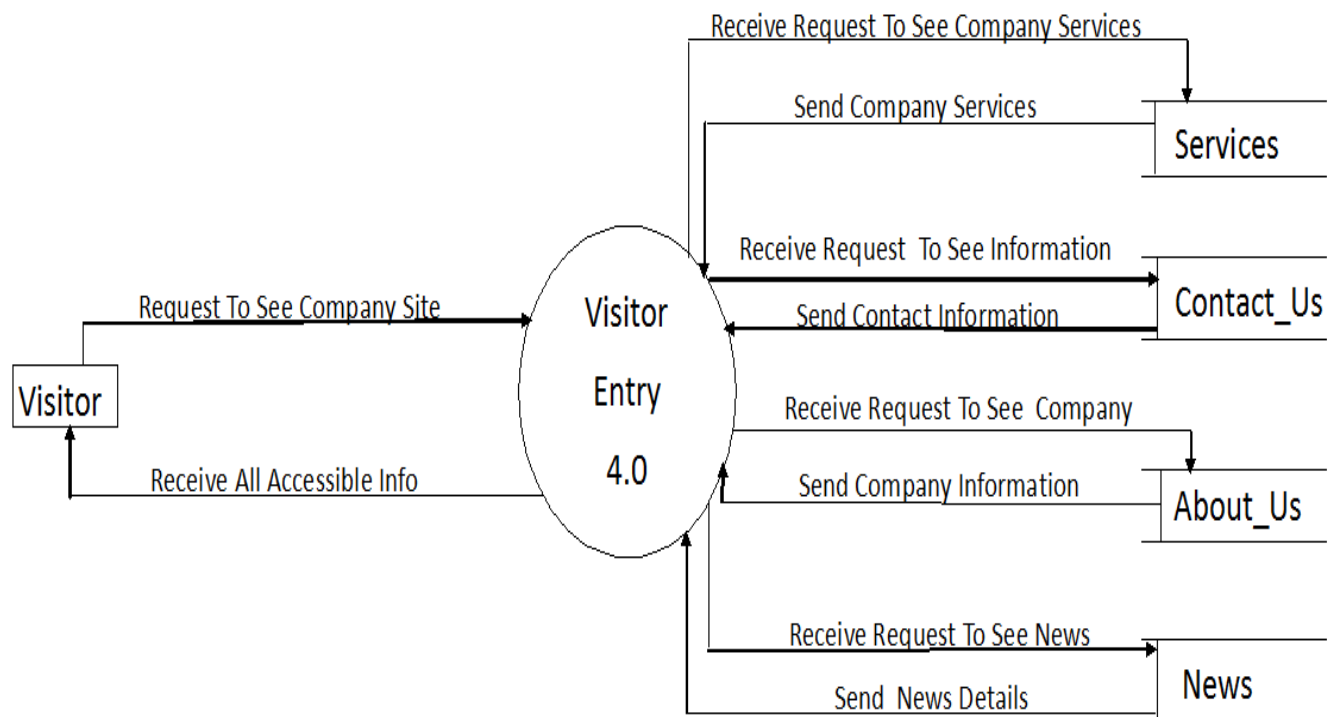 Receive Request To See Company Services
Send Company Services
Services
Receive Request To See Information
Contact_Us
Send Contact Information
Request To See Company Site
Visitor
Entry
4.0
Visitor
Receive Request To See Company
Receive All Accessible Info
Send Company Information
About_Us
Receive Request To See News
News
Send News Details